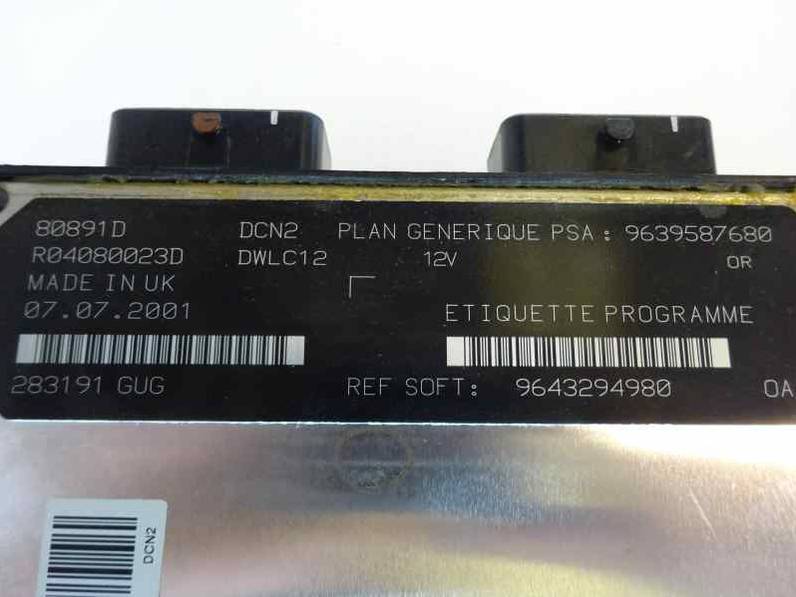 80891D DCN2 PLAN GENERIQUE PSA : 9639587680
R04080023D DWLC12 12V OR
MADE IN UK
07.07.2001 ETIQUETTE PROGRAMME
283191 GUG REF SOFT: 9643294980 0A
DCN2